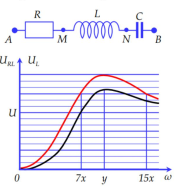 R L C
A M N B
U_RL U_L
U
0 7x y 15x ω